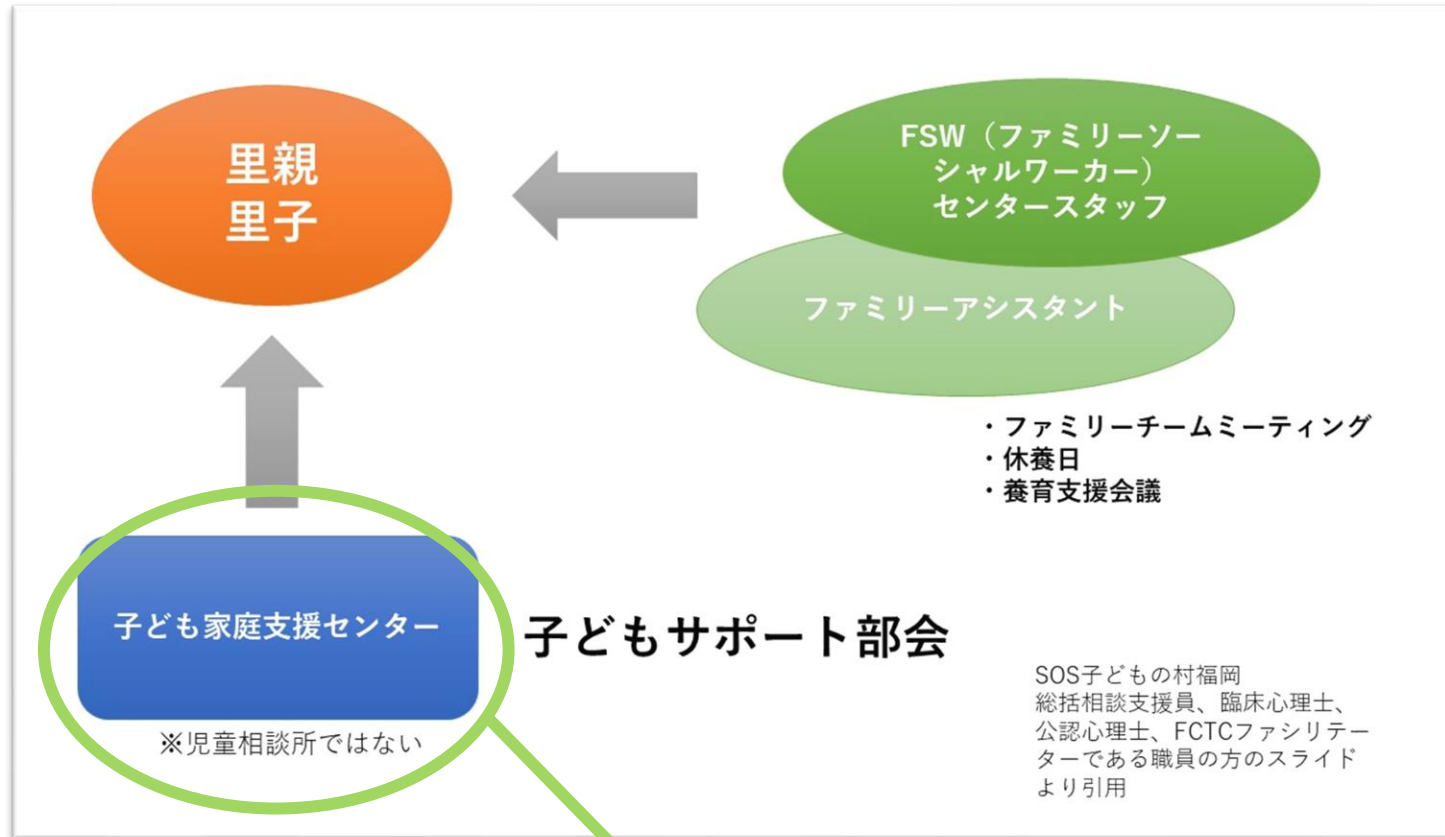 里親
里子
FSW（ファミリーソー
シャルワーカー）
センタースタッフ
ファミリーアシスタント
・ファミリーチームミーティング
・休養日
・養育支援会議
子ども家庭支援センター
子どもサポート部会
※児童相談所ではない
SOS子どもの村福岡
総括相談支援員、臨床心理士、
公認心理士、FCTCファシリテー
ターである職員の方のスライド
より引用